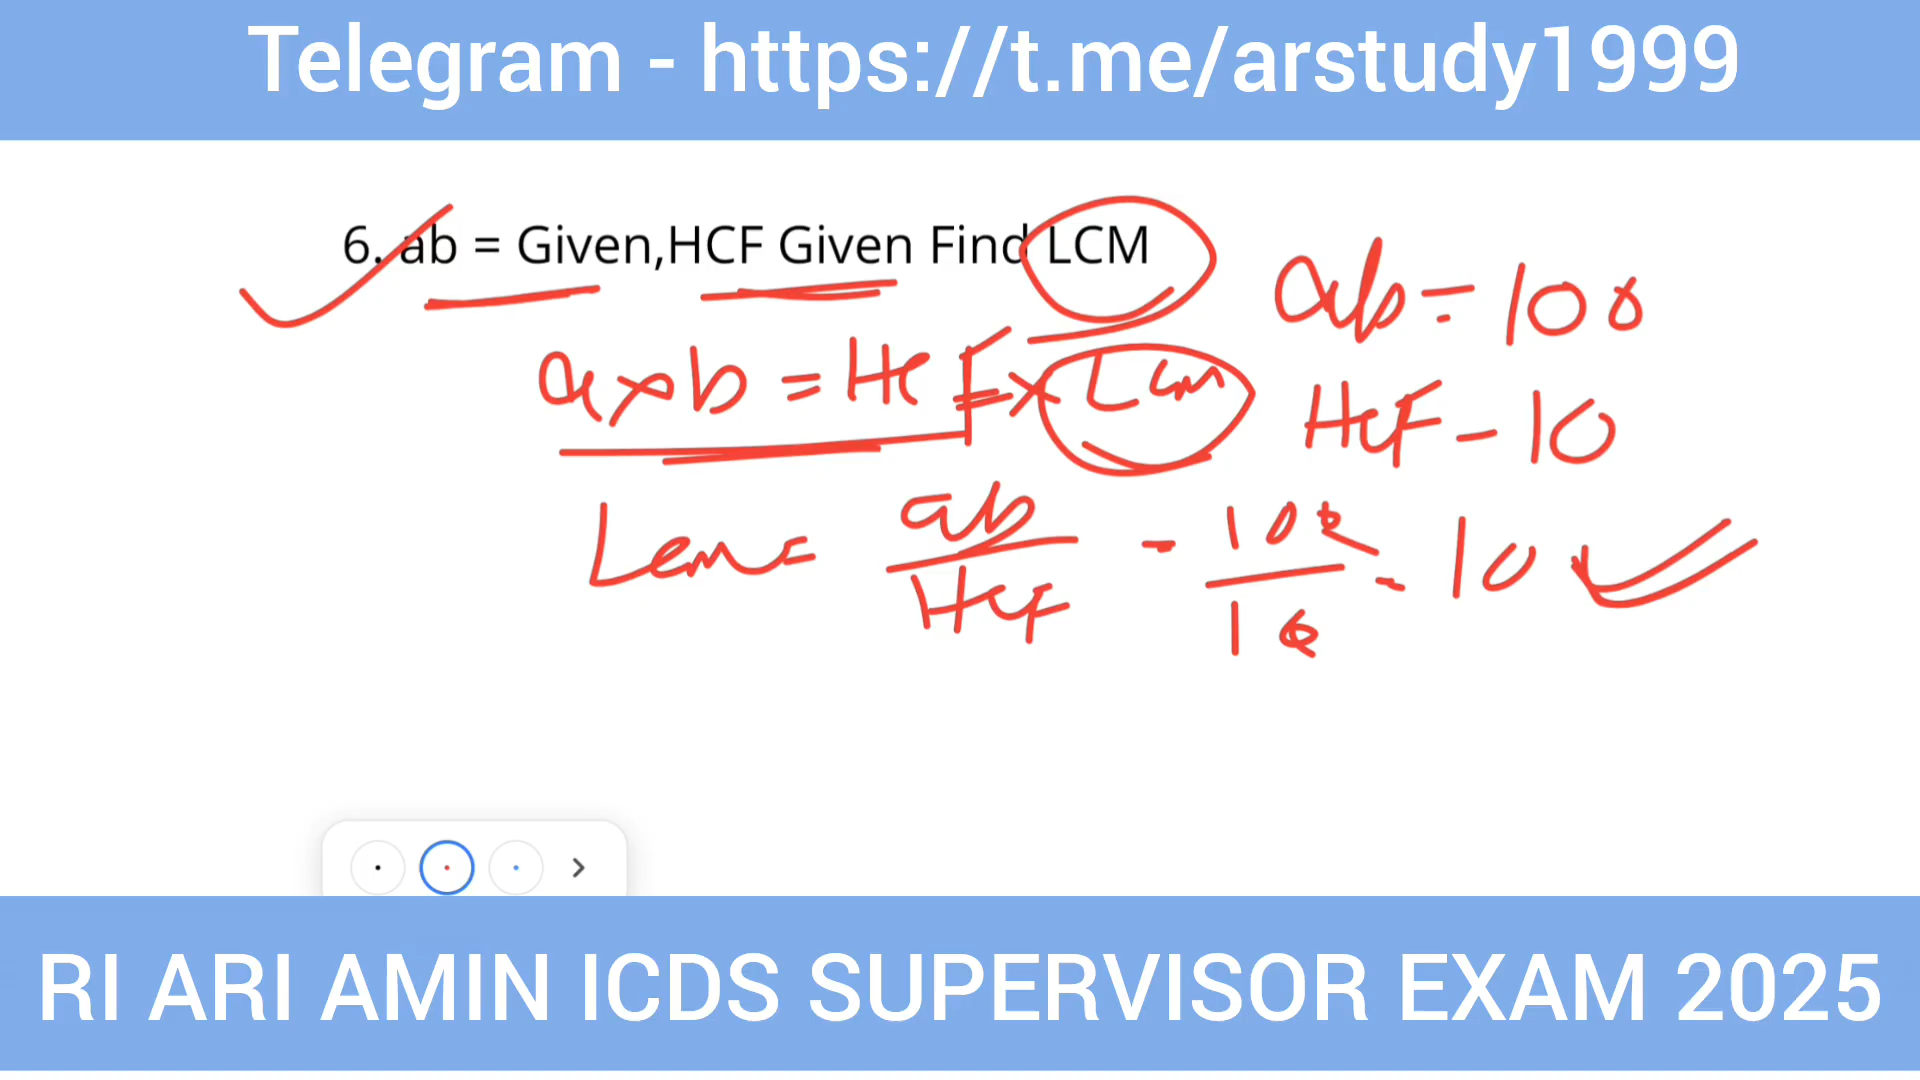 Telegram - https://t.me/arstudy1999
6. ab = Given,HCF Given Find LCM
ab = 100
a×b = HCF × Lcm
HCF - 10
Lcm = ab/HCF - 100/10 - 10
RI ARI AMIN ICDS SUPERVISOR EXAM 2025